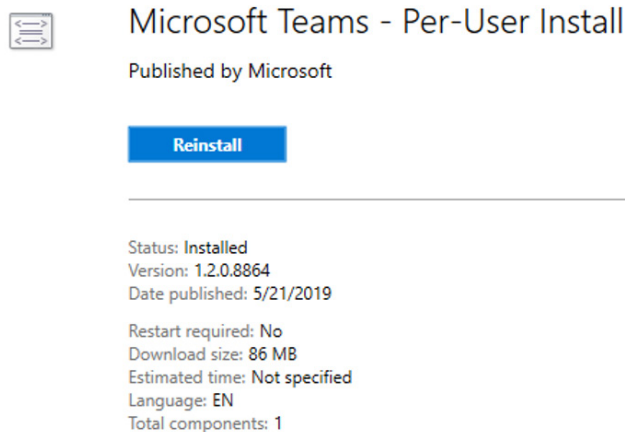 Microsoft Teams - Per-User Install
Published by Microsoft
Reinstall
Status: Installed
Version: 1.2.0.8864
Date published: 5/21/2019
Restart required: No
Download size: 86 MB
Estimated time: Not specified
Language: EN
Total components: 1